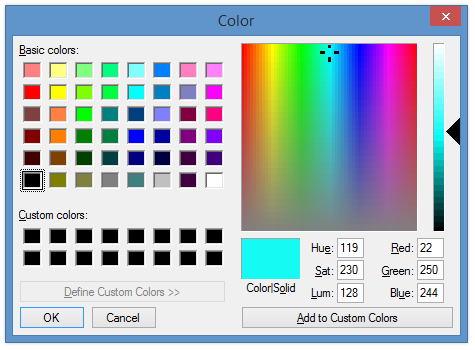 Color
Basic colors:
Custom colors:
Define Custom Colors >>
OK
Cancel
Hue: 119
Sat: 230
Lum: 128
Red: 22
Green: 250
Blue: 244
Color|Solid
Add to Custom Colors